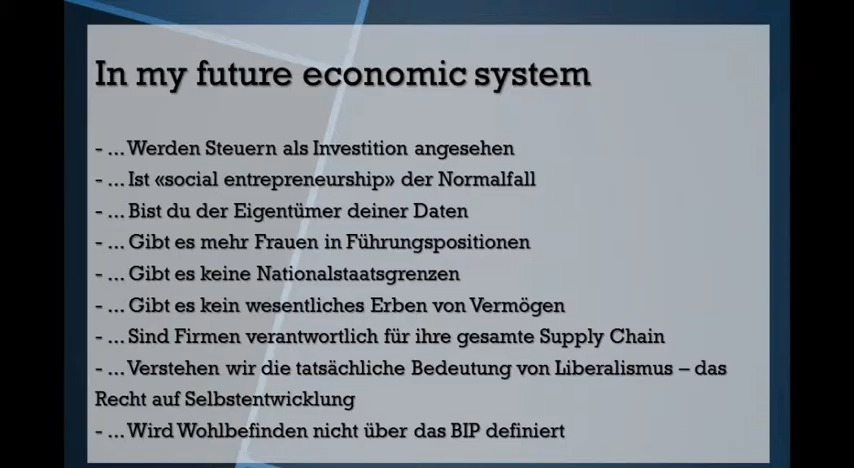 In my future economic system
- ... Werden Steuern als Investition angesehen
- ... Ist «social entrepreneurship» der Normalfall
- ... Bist du der Eigentümer deiner Daten
- ... Gibt es mehr Frauen in Führungspositionen
- ... Gibt es keine Nationalstaatsgrenzen
- ... Gibt es kein wesentliches Erben von Vermögen
- ... Sind Firmen verantwortlich für ihre gesamte Supply Chain
- ... Verstehen wir die tatsächliche Bedeutung von Liberalismus – das
Recht auf Selbstentwicklung
- ... Wird Wohlbefinden nicht über das BIP definiert